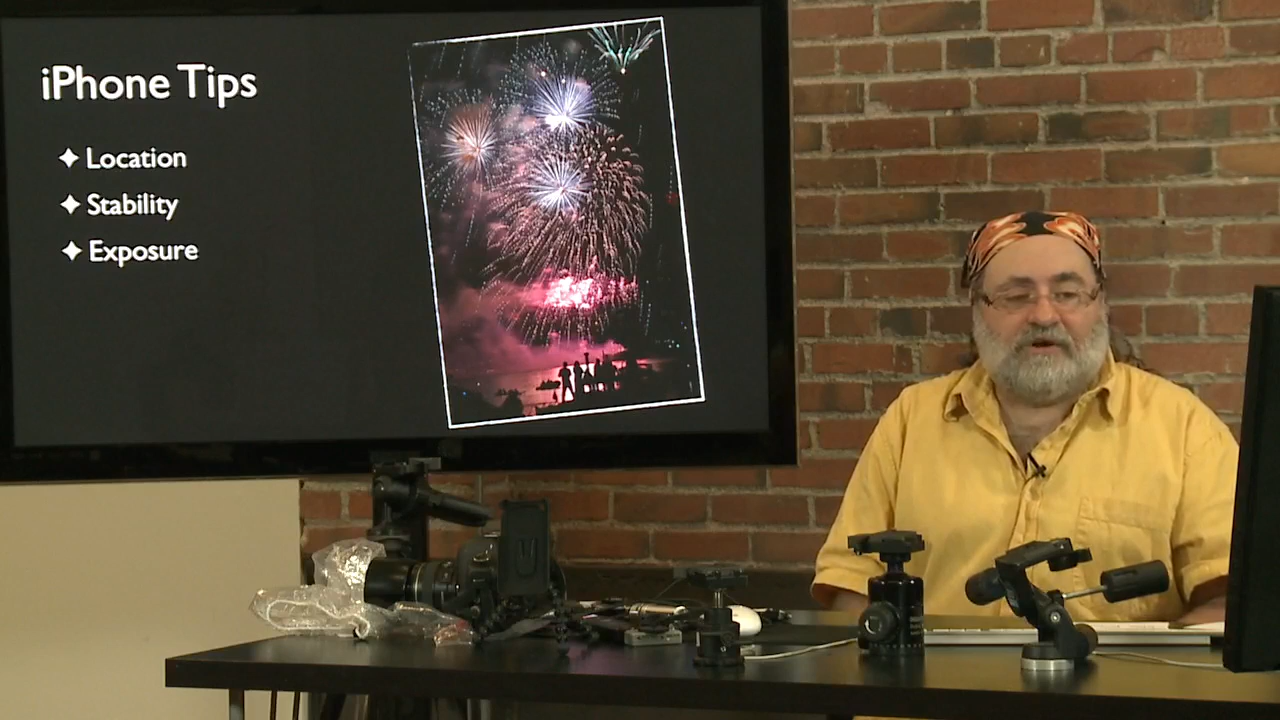 iPhone Tips
✦ Location
✦ Stability
✦ Exposure